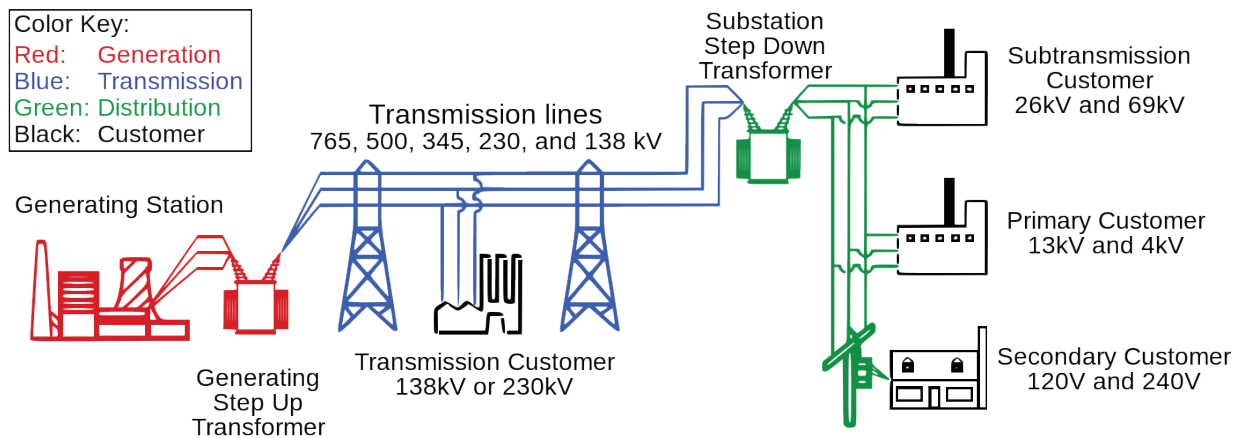 Color Key:
Red: Generation
Blue: Transmission
Green: Distribution
Black: Customer
Generating Station
Generating
Step Up
Transformer
Transmission lines
765, 500, 345, 230, and 138 kV
Transmission Customer
138kV or 230kV
Substation
Step Down
Transformer
Subtransmission
Customer
26kV and 69kV
Primary Customer
13kV and 4kV
Secondary Customer
120V and 240V